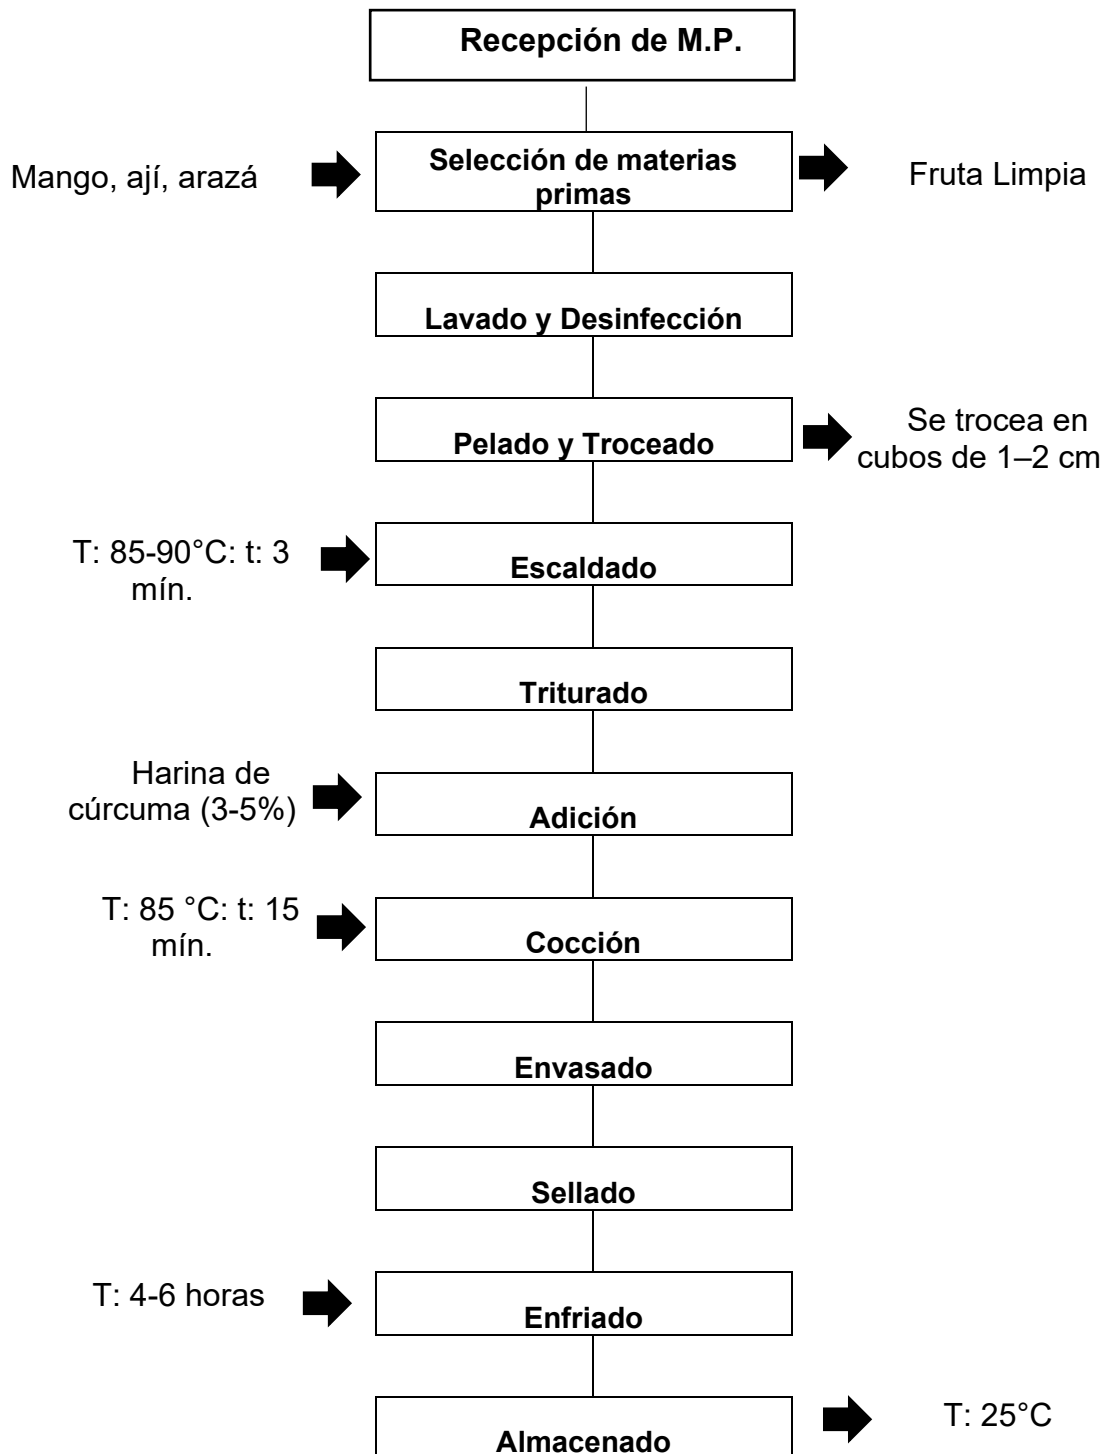 Recepción de M.P.
Mango, ají, arazá
Selección de materias
primas
Fruta Limpia
Lavado y Desinfección
Pelado y Troceado
Se trocea en
cubos de 1–2 cm
T: 85-90°C: t: 3
mín.
Escaldado
Triturado
Harina de
cúrcuma (3-5%)
Adición
T: 85 °C: t: 15
mín.
Cocción
Envasado
Sellado
T: 4-6 horas
Enfriado
Almacenado
T: 25°C